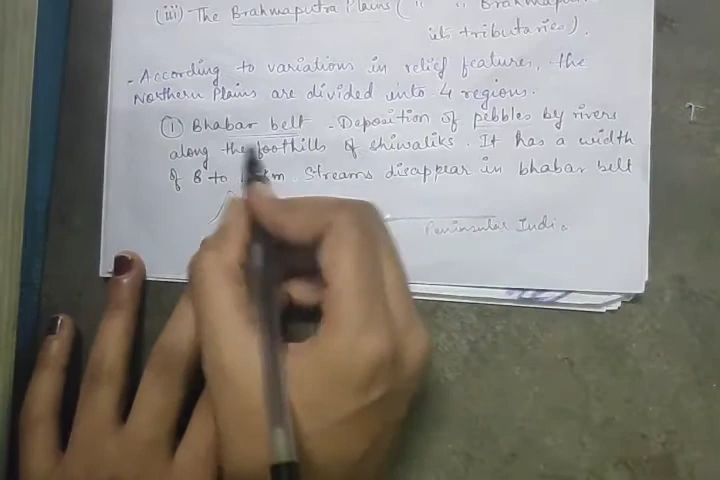 (iii) The Brahmaputra Plains ( " " Brahmap
its tributaries).
- According to variations in relief features, the
Northern Plains are divided into 4 regions.
① Bhabar belt - Deposition of pebbles by rivers
along the foothills of shiwaliks. It has a width
of 8 to km. Streams disappear in bhabar belt
Peninsular India